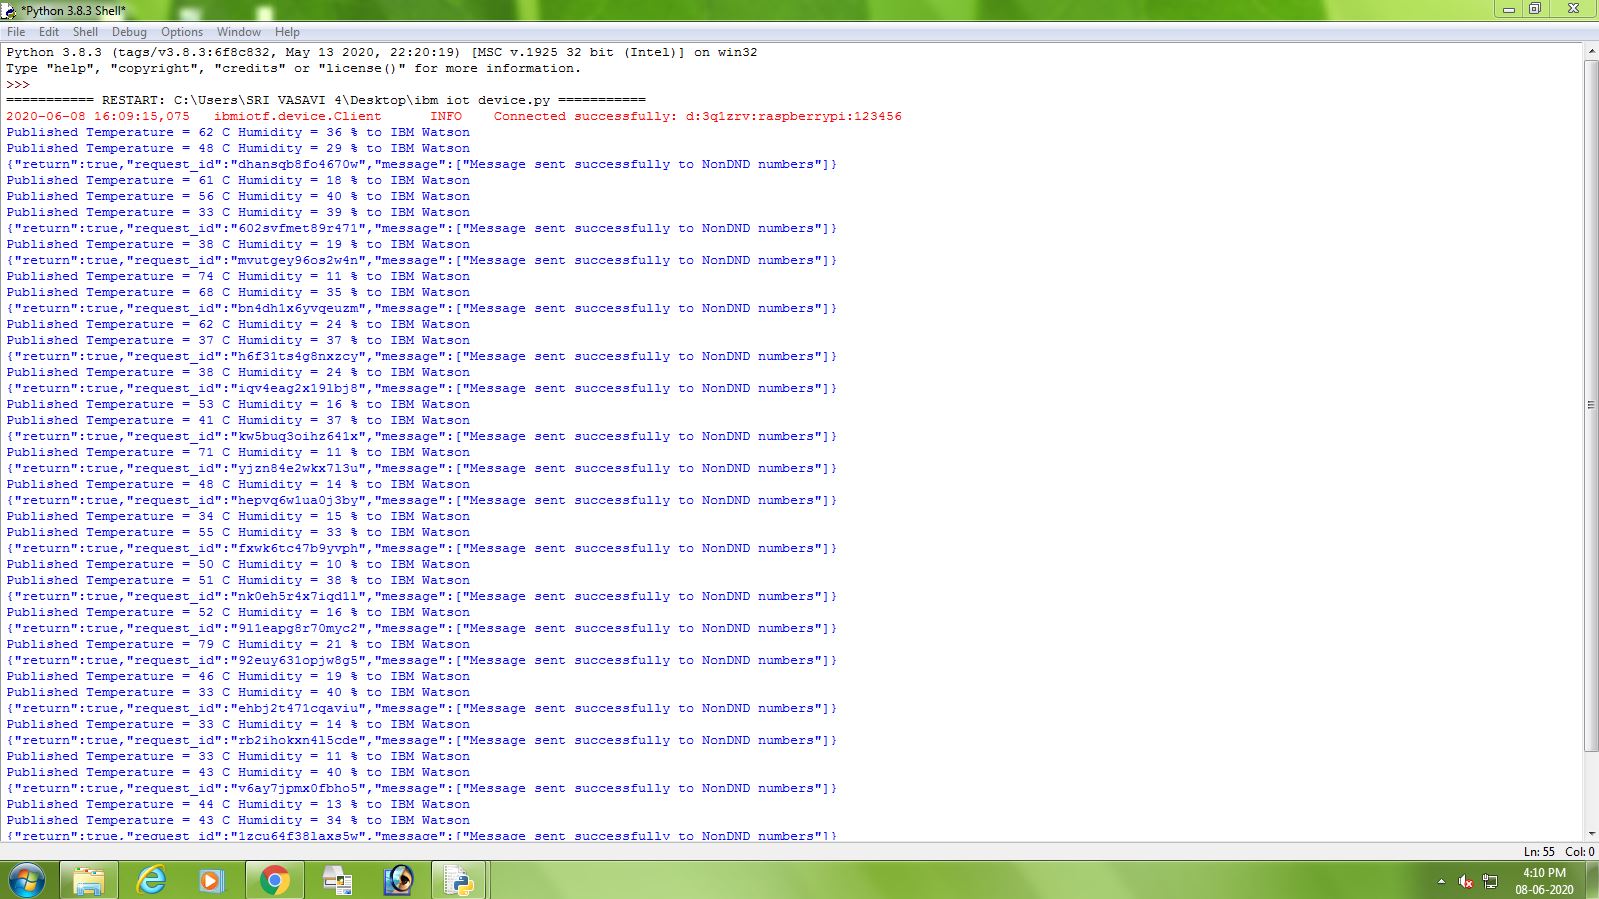 *Python 3.8.3 Shell*
File Edit Shell Debug Options Window Help
Python 3.8.3 (tags/v3.8.3:6f8c832, May 13 2020, 22:20:19) [MSC v.1925 32 bit (Intel)] on win32
Type "help", "copyright", "credits" or "license()" for more information.
>>>
=========== RESTART: C:\Users\SRI VASAVI 4\Desktop\ibm iot device.py ===========
2020-06-08 16:09:15,075   ibmiotf.device.Client      INFO    Connected successfully: d:3q1zrv:raspberrypi:123456
Published Temperature = 62 C Humidity = 36 % to IBM Watson
Published Temperature = 48 C Humidity = 29 % to IBM Watson
{"return":true,"request_id":"dhansqb8fo4670w","message":["Message sent successfully to NonDND numbers"]}
Published Temperature = 61 C Humidity = 18 % to IBM Watson
Published Temperature = 56 C Humidity = 40 % to IBM Watson
Published Temperature = 33 C Humidity = 39 % to IBM Watson
{"return":true,"request_id":"602svfmet89r471","message":["Message sent successfully to NonDND numbers"]}
Published Temperature = 38 C Humidity = 19 % to IBM Watson
{"return":true,"request_id":"mvutgey96os2w4n","message":["Message sent successfully to NonDND numbers"]}
Published Temperature = 74 C Humidity = 11 % to IBM Watson
Published Temperature = 68 C Humidity = 35 % to IBM Watson
{"return":true,"request_id":"bn4dh1x6yvqeuzm","message":["Message sent successfully to NonDND numbers"]}
Published Temperature = 62 C Humidity = 24 % to IBM Watson
Published Temperature = 37 C Humidity = 37 % to IBM Watson
{"return":true,"request_id":"h6f31ts4g8nxzcy","message":["Message sent successfully to NonDND numbers"]}
Published Temperature = 38 C Humidity = 24 % to IBM Watson
{"return":true,"request_id":"iqv4eag2x19lbj8","message":["Message sent successfully to NonDND numbers"]}
Published Temperature = 53 C Humidity = 16 % to IBM Watson
Published Temperature = 41 C Humidity = 37 % to IBM Watson
{"return":true,"request_id":"kw5buq3oihz641x","message":["Message sent successfully to NonDND numbers"]}
Published Temperature = 71 C Humidity = 11 % to IBM Watson
{"return":true,"request_id":"yjzn84e2wkx7l3u","message":["Message sent successfully to NonDND numbers"]}
Published Temperature = 48 C Humidity = 14 % to IBM Watson
{"return":true,"request_id":"hepvq6w1ua0j3by","message":["Message sent successfully to NonDND numbers"]}
Published Temperature = 34 C Humidity = 15 % to IBM Watson
Published Temperature = 55 C Humidity = 33 % to IBM Watson
{"return":true,"request_id":"fxwk6tc47b9yvph","message":["Message sent successfully to NonDND numbers"]}
Published Temperature = 50 C Humidity = 10 % to IBM Watson
Published Temperature = 51 C Humidity = 38 % to IBM Watson
{"return":true,"request_id":"nk0eh5r4x7iqd1l","message":["Message sent successfully to NonDND numbers"]}
Published Temperature = 52 C Humidity = 16 % to IBM Watson
{"return":true,"request_id":"9l1eapg8r70myc2","message":["Message sent successfully to NonDND numbers"]}
Published Temperature = 79 C Humidity = 21 % to IBM Watson
{"return":true,"request_id":"92euy63lopjw8g5","message":["Message sent successfully to NonDND numbers"]}
Published Temperature = 46 C Humidity = 19 % to IBM Watson
Published Temperature = 33 C Humidity = 40 % to IBM Watson
{"return":true,"request_id":"ehbj2t471cqaviu","message":["Message sent successfully to NonDND numbers"]}
Published Temperature = 33 C Humidity = 14 % to IBM Watson
{"return":true,"request_id":"rb2ihokxn4l5cde","message":["Message sent successfully to NonDND numbers"]}
Published Temperature = 33 C Humidity = 11 % to IBM Watson
Published Temperature = 43 C Humidity = 40 % to IBM Watson
{"return":true,"request_id":"v6ay7jpmx0fbho5","message":["Message sent successfully to NonDND numbers"]}
Published Temperature = 44 C Humidity = 13 % to IBM Watson
Published Temperature = 43 C Humidity = 34 % to IBM Watson
{"return":true,"request_id":"1zcu64f38laxs5w","message":["Message sent successfully to NonDND numbers"]}
Ln: 55 Col: 0
4:10 PM
08-06-2020